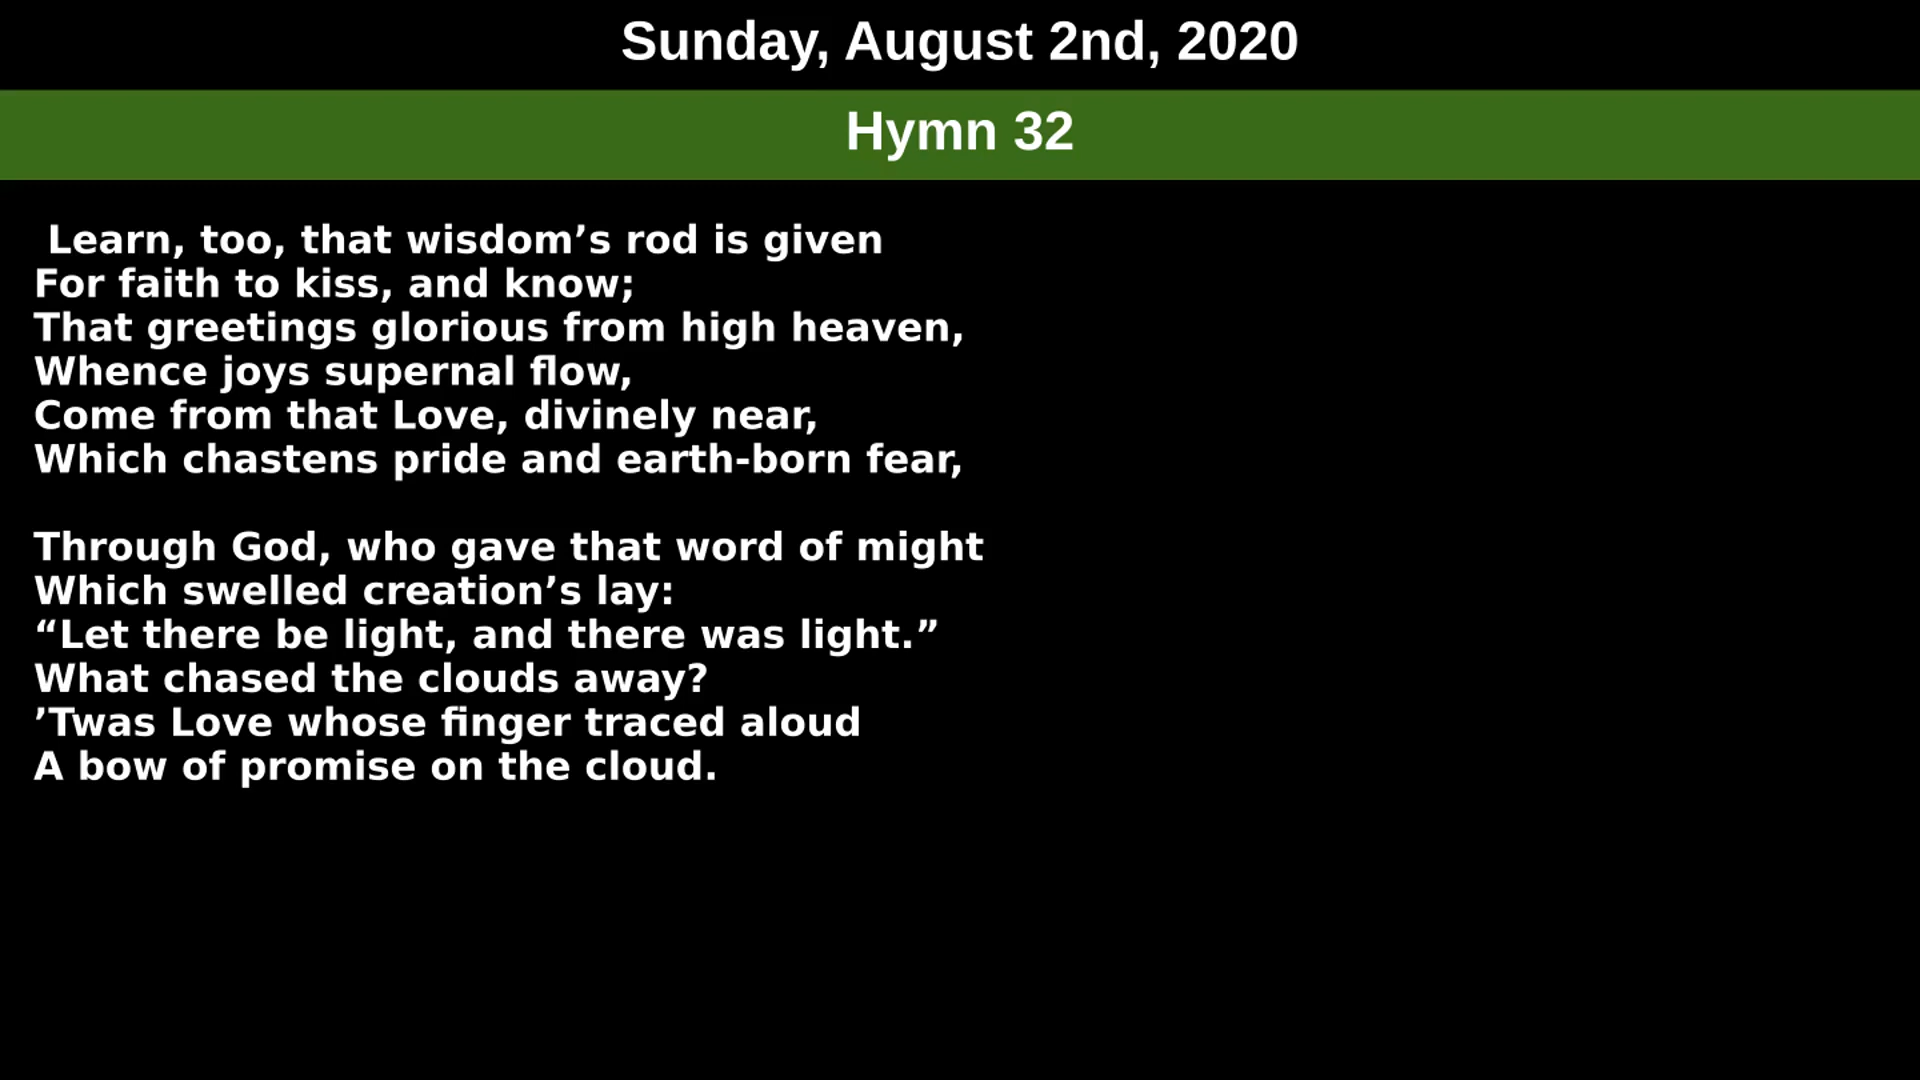 Sunday, August 2nd, 2020
Hymn 32
Learn, too, that wisdom’s rod is given
For faith to kiss, and know;
That greetings glorious from high heaven,
Whence joys supernal flow,
Come from that Love, divinely near,
Which chastens pride and earth-born fear,
Through God, who gave that word of might
Which swelled creation’s lay:
“Let there be light, and there was light.”
What chased the clouds away?
’Twas Love whose finger traced aloud
A bow of promise on the cloud.